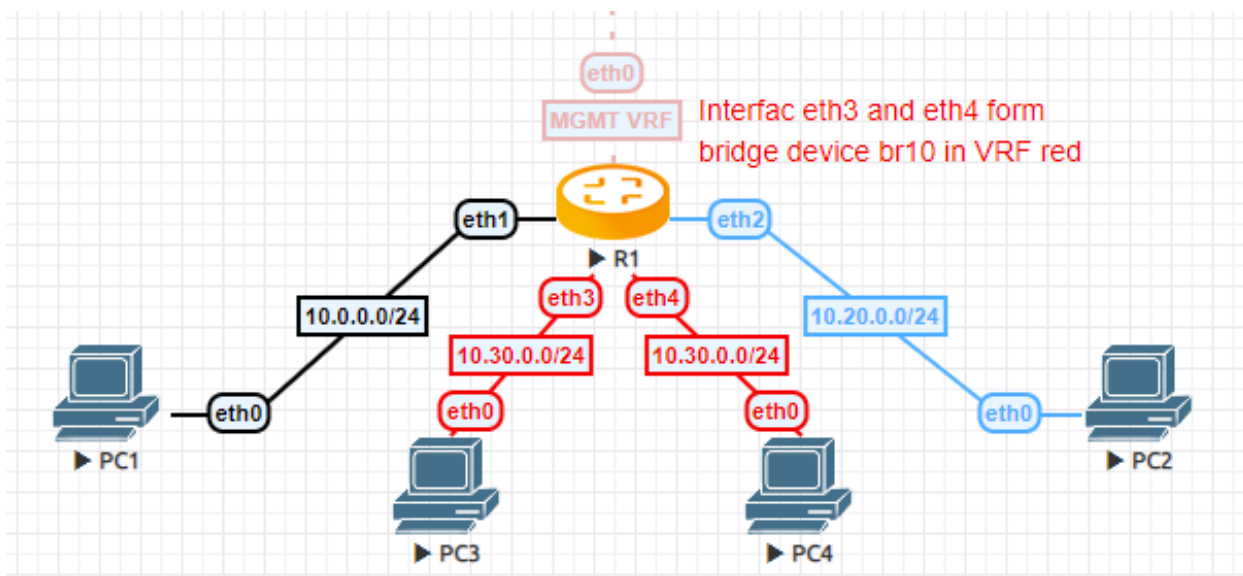 eth0
MGMT VRF
Interfac eth3 and eth4 form
bridge device br10 in VRF red
eth1
eth2
R1
eth3
eth4
10.0.0.0/24
10.20.0.0/24
10.30.0.0/24
10.30.0.0/24
eth0
eth0
eth0
eth0
PC1
PC2
PC3
PC4